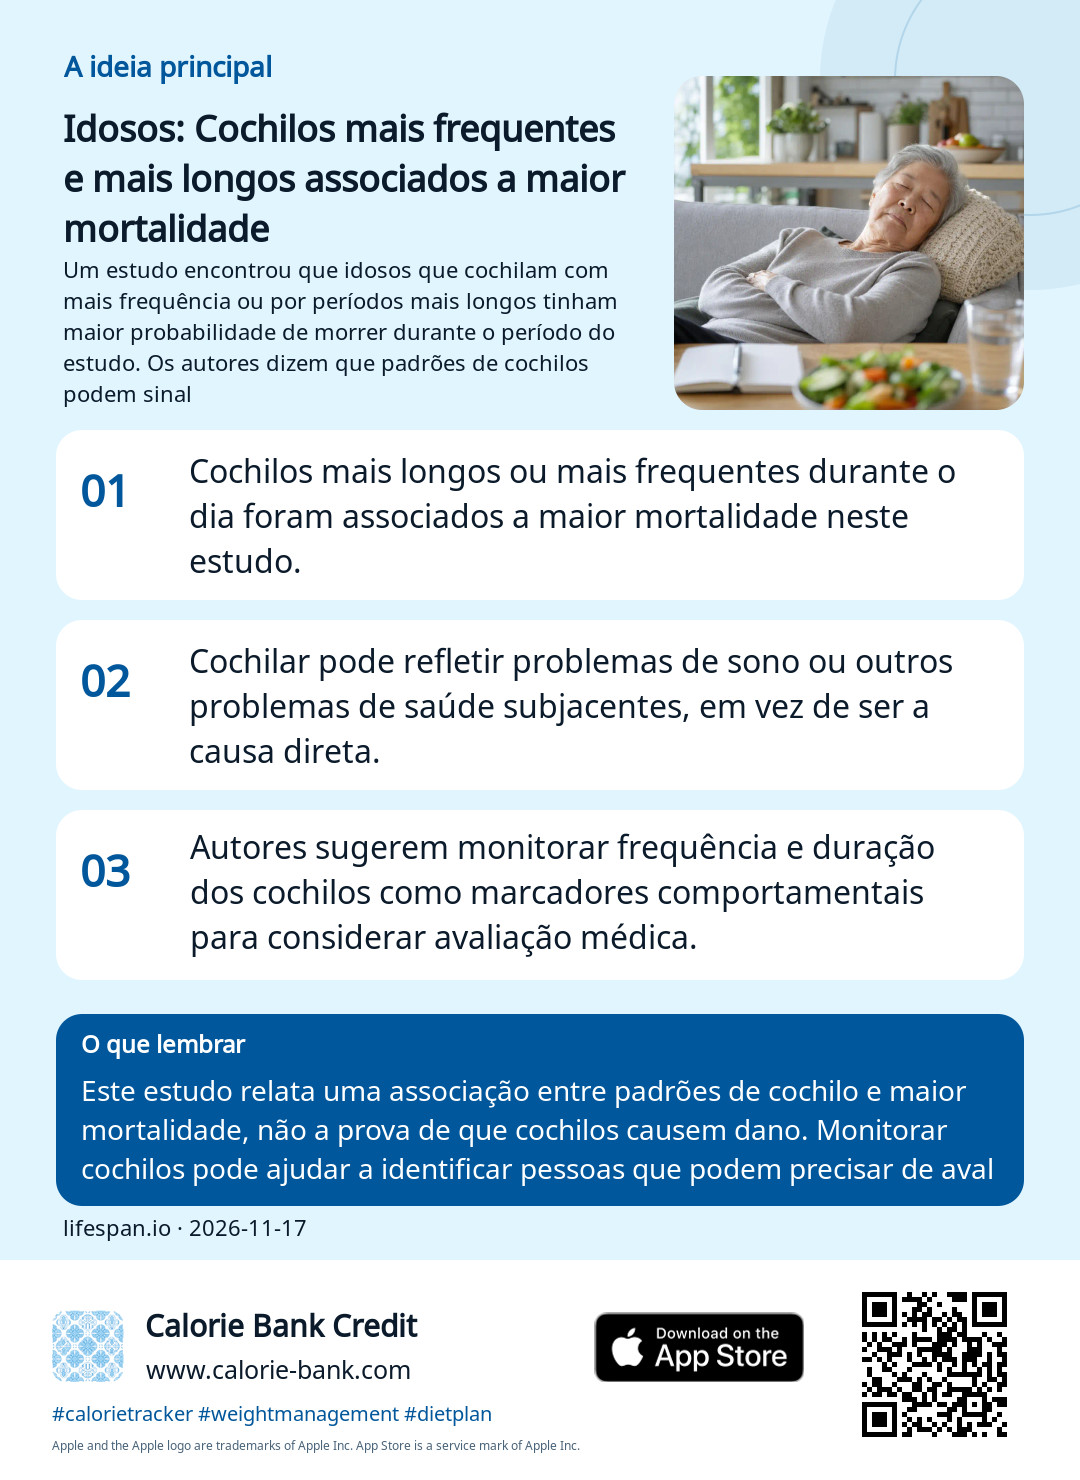 A ideia principal
Idosos: Cochilos mais frequentes
e mais longos associados a maior
mortalidade
Um estudo encontrou que idosos que cochilam com
mais frequência ou por períodos mais longos tinham
maior probabilidade de morrer durante o período do
estudo. Os autores dizem que padrões de cochilos
podem sinal
01
Cochilos mais longos ou mais frequentes durante o
dia foram associados a maior mortalidade neste
estudo.
02
Cochilar pode refletir problemas de sono ou outros
problemas de saúde subjacentes, em vez de ser a
causa direta.
03
Autores sugerem monitorar frequência e duração
dos cochilos como marcadores comportamentais
para considerar avaliação médica.
O que lembrar
Este estudo relata uma associação entre padrões de cochilo e maior
mortalidade, não a prova de que cochilos causem dano. Monitorar
cochilos pode ajudar a identificar pessoas que podem precisar de aval
lifespan.io · 2026-11-17
Calorie Bank Credit
www.calorie-bank.com
Download on the
App Store
#calorietracker #weightmanagement #dietplan
Apple and the Apple logo are trademarks of Apple Inc. App Store is a service mark of Apple Inc.